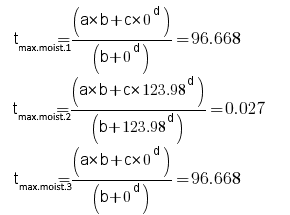 t_max.moist.1 = (a×b+c×0^d) / (b+0^d) = 96.668
t_max.moist.2 = (a×b+c×123.98^d) / (b+123.98^d) = 0.027
t_max.moist.3 = (a×b+c×0^d) / (b+0^d) = 96.668